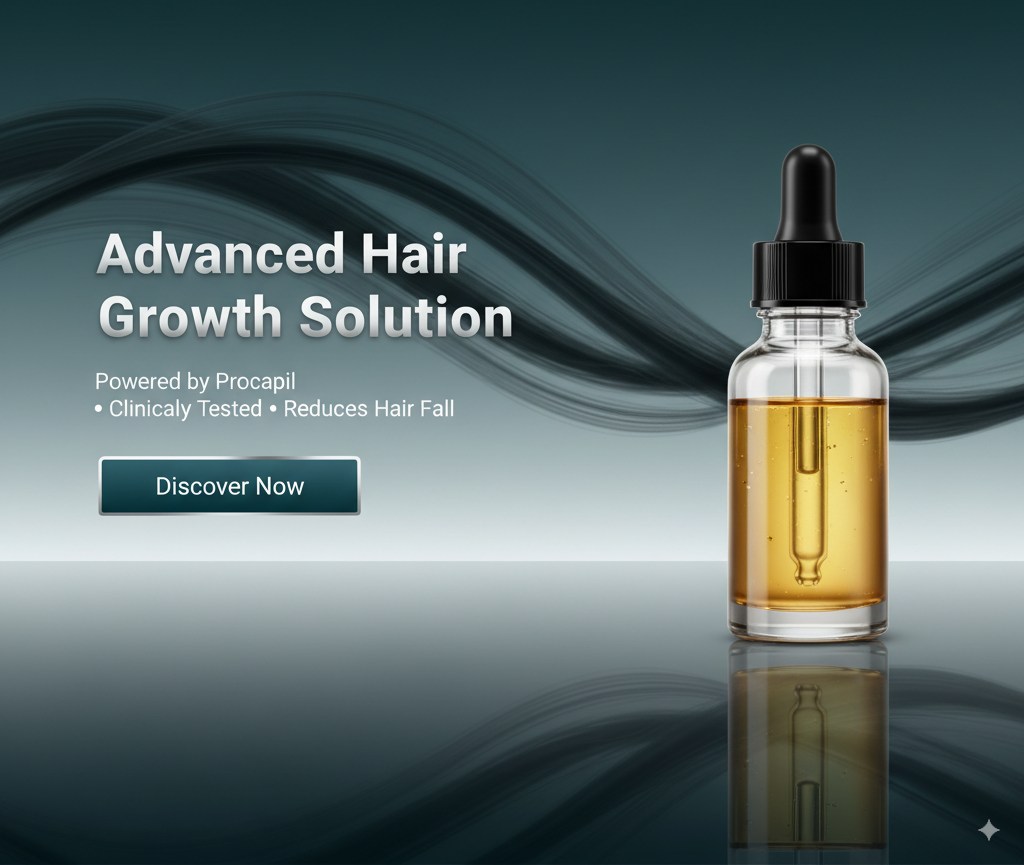 Advanced Hair
Growth Solution
Powered by Procapil
• Clinicaly Tested • Reduces Hair Fall
Discover Now